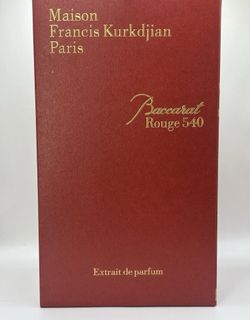 Maison
Francis Kurkdjian
Paris
Baccarat
Rouge 540
Extrait de parfum